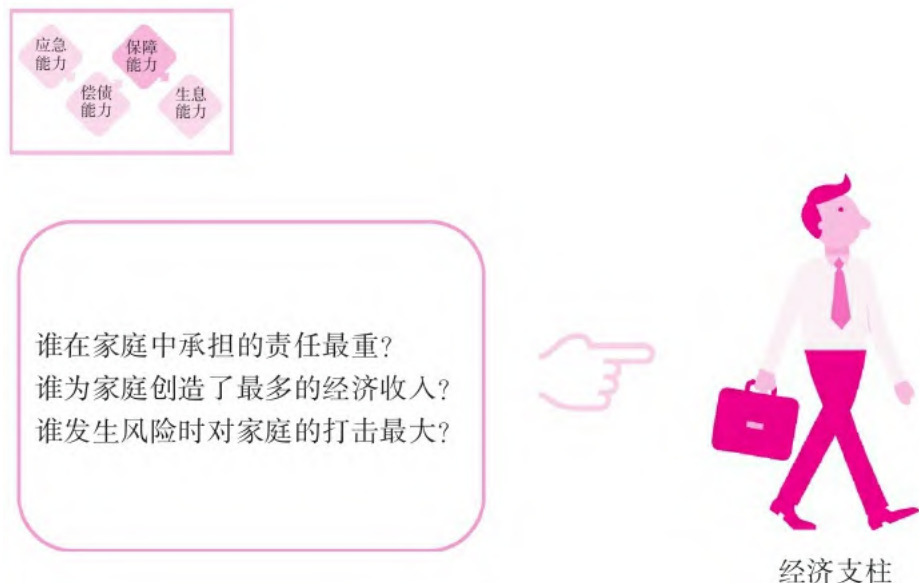 应急
能力
保障
能力
偿债
能力
生息
能力
谁在家庭中承担的责任最重？
谁为家庭创造了最多的经济收入？
谁发生风险时对家庭的打击最大？
经济支柱